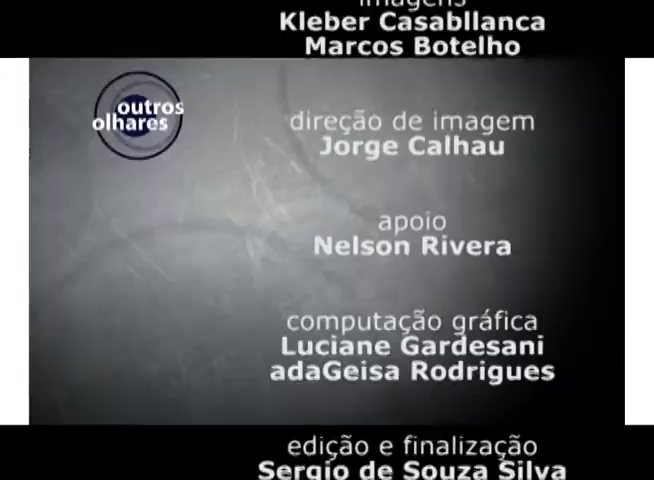 imagens
Kleber Casabllanca
Marcos Botelho
outros
olhares
direção de imagem
Jorge Calhau
apoio
Nelson Rivera
computação gráfica
Luciane Gardesani
adaGeisa Rodrigues
edição e finalização
Sergio de Souza Silva